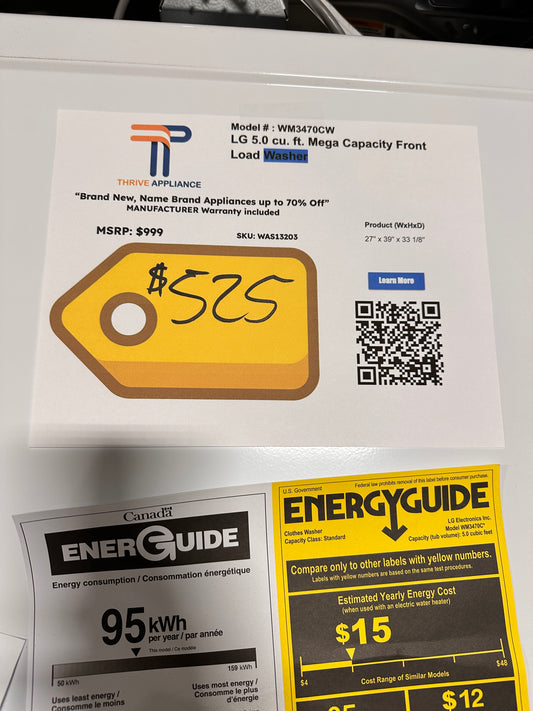 THRIVE APPLIANCE
Model # : WM3470CW
LG 5.0 cu. ft. Mega Capacity Front
Load Washer
“Brand New, Name Brand Appliances up to 70% Off”
MANUFACTURER Warranty included
MSRP: $999
SKU: WAS13203
Product (WxHxD)
27" x 39" x 33 1/8"
Learn More
$525
Canada
ENERGUIDE
Energy consumption / Consommation énergétique
95 kWh
per year / par année
This model / Ce modèle
50 kWh
159 kWh
Uses least energy /
Consomme le moins
d'énergie
Uses most energy /
Consomme le plus
d'énergie
U.S. Government
Federal law prohibits removal of this label before consumer purchase.
ENERGYGUIDE
Clothes Washer
Capacity Class: Standard
LG Electronics Inc.
Model WM3470C*
Capacity (tub volume): 5.0 cubic feet
Compare only to other labels with yellow numbers.
Labels with yellow numbers are based on the same test procedures.
Estimated Yearly Energy Cost
(when used with an electric water heater)
$15
$4
$48
Cost Range of Similar Models
$12